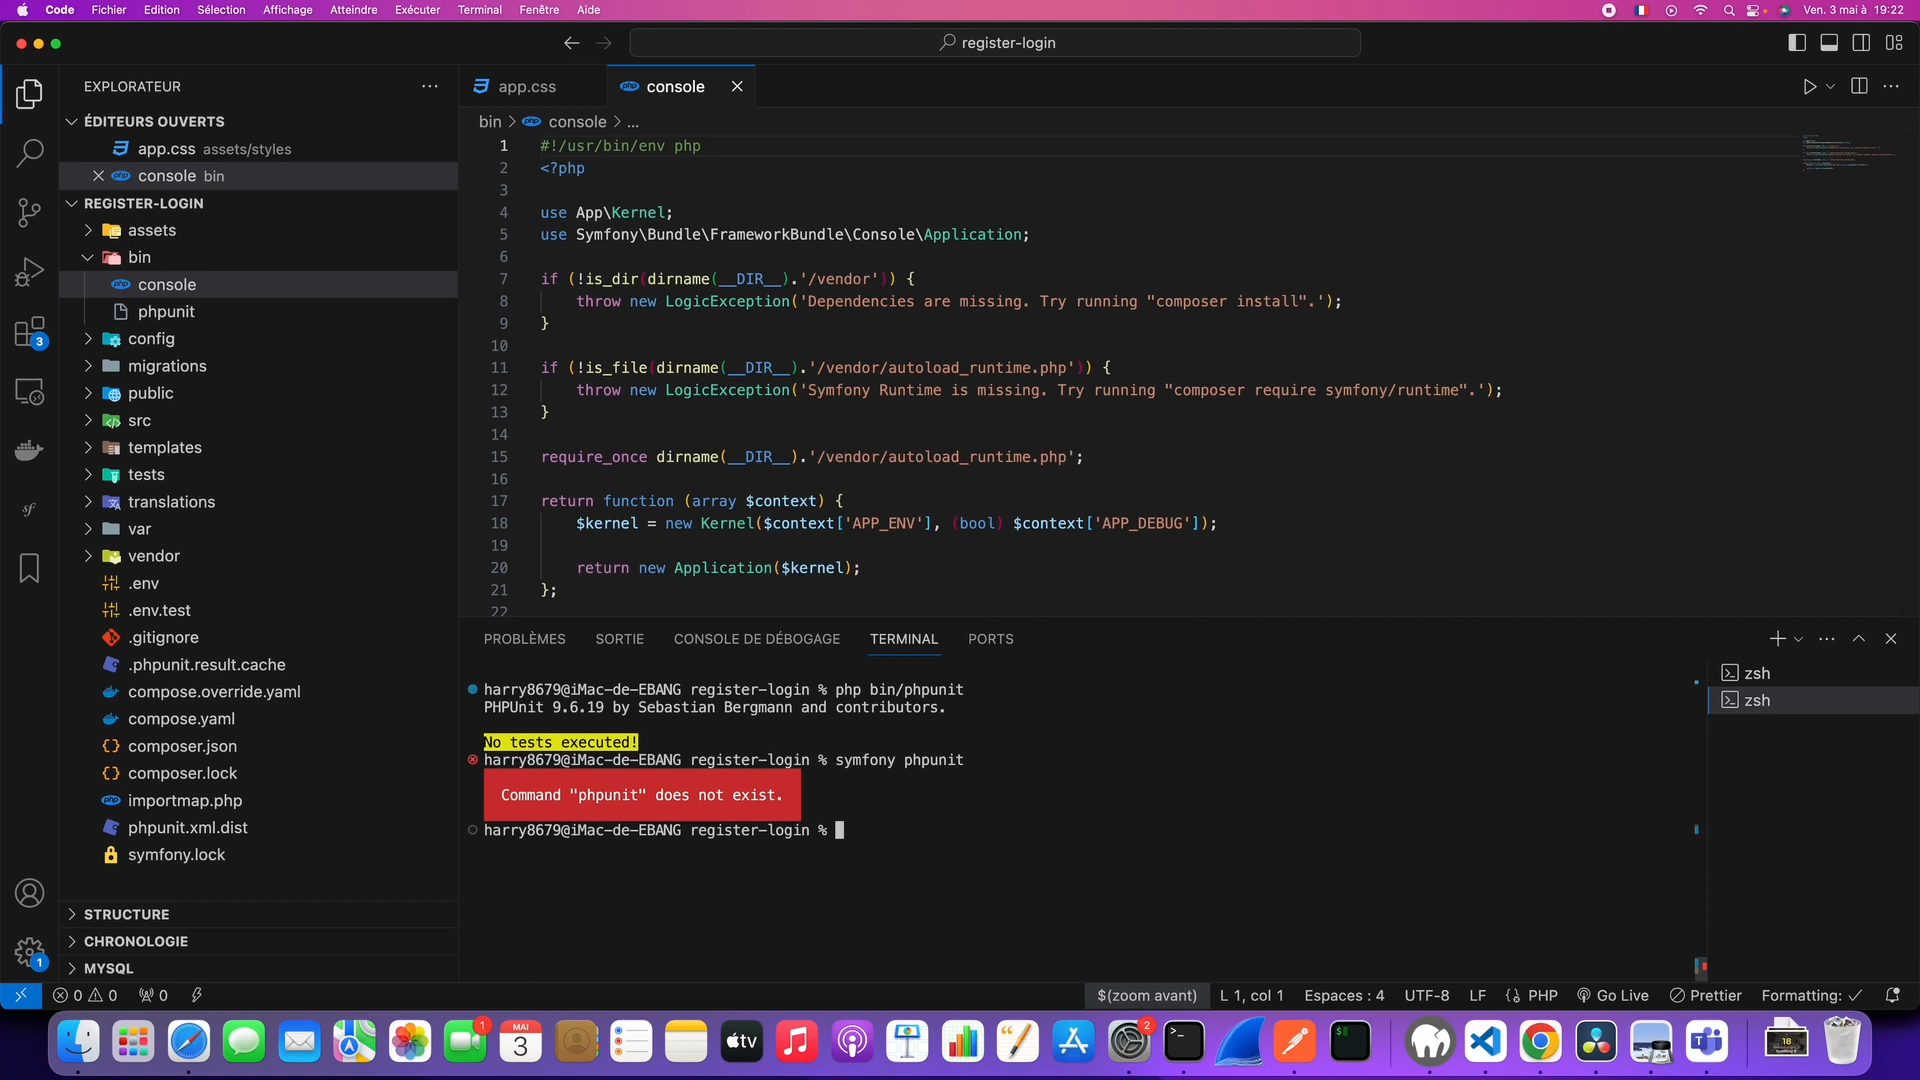 Code Fichier Edition Sélection Affichage Atteindre Exécuter Terminal Fenêtre Aide Ven. 3 mai à 19:22
register-login
EXPLORATEUR
ÉDITEURS OUVERTS
app.css assets/styles
console bin
REGISTER-LOGIN
assets
bin
console
phpunit
config
migrations
public
src
templates
tests
translations
var
vendor
.env
.env.test
.gitignore
.phpunit.result.cache
compose.override.yaml
compose.yaml
composer.json
composer.lock
importmap.php
phpunit.xml.dist
symfony.lock
STRUCTURE
CHRONOLOGIE
MYSQL
3
sf
1
app.css
php console
bin > php console > ...
1 #!/usr/bin/env php
2 <?php
3
4 use App\Kernel;
5 use Symfony\Bundle\FrameworkBundle\Console\Application;
6
7 if (!is_dir(dirname(__DIR__).'/vendor')) {
8 throw new LogicException('Dependencies are missing. Try running "composer install".');
9 }
10
11 if (!is_file(dirname(__DIR__).'/vendor/autoload_runtime.php')) {
12 throw new LogicException('Symfony Runtime is missing. Try running "composer require symfony/runtime".');
13 }
14
15 require_once dirname(__DIR__).'/vendor/autoload_runtime.php';
16
17 return function (array $context) {
18 $kernel = new Kernel($context['APP_ENV'], (bool) $context['APP_DEBUG']);
19
20 return new Application($kernel);
21 };
22
PROBLÈMES SORTIE CONSOLE DE DÉBOGAGE TERMINAL PORTS
harry8679@iMac-de-EBANG register-login % php bin/phpunit
PHPUnit 9.6.19 by Sebastian Bergmann and contributors.
No tests executed!
harry8679@iMac-de-EBANG register-login % symfony phpunit
Command "phpunit" does not exist.
harry8679@iMac-de-EBANG register-login %
zsh
zsh
0 0 0 $(zoom avant) L 1, col 1 Espaces : 4 UTF-8 LF PHP Go Live Prettier Formatting:
1
MAI
3
tv
2
18